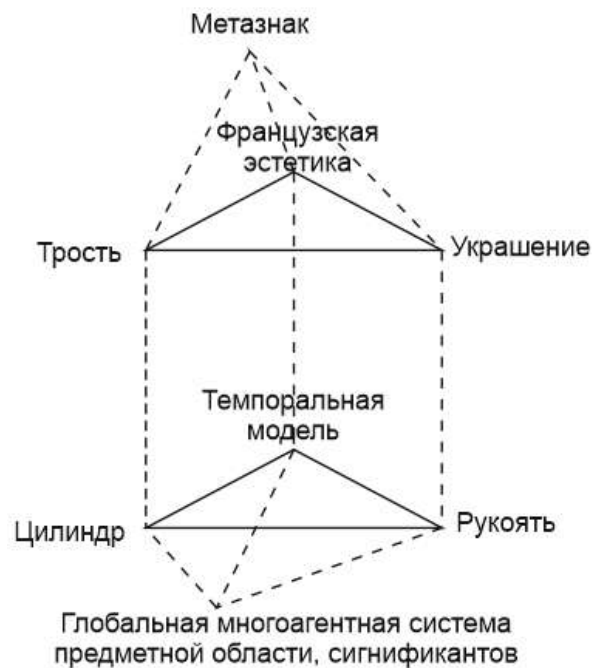 Метазнак
Французская
эстетика
Трость
Украшение
Темпоральная
модель
Цилиндр
Рукоять
Глобальная многоагентная система
предметной области, сигнификантов